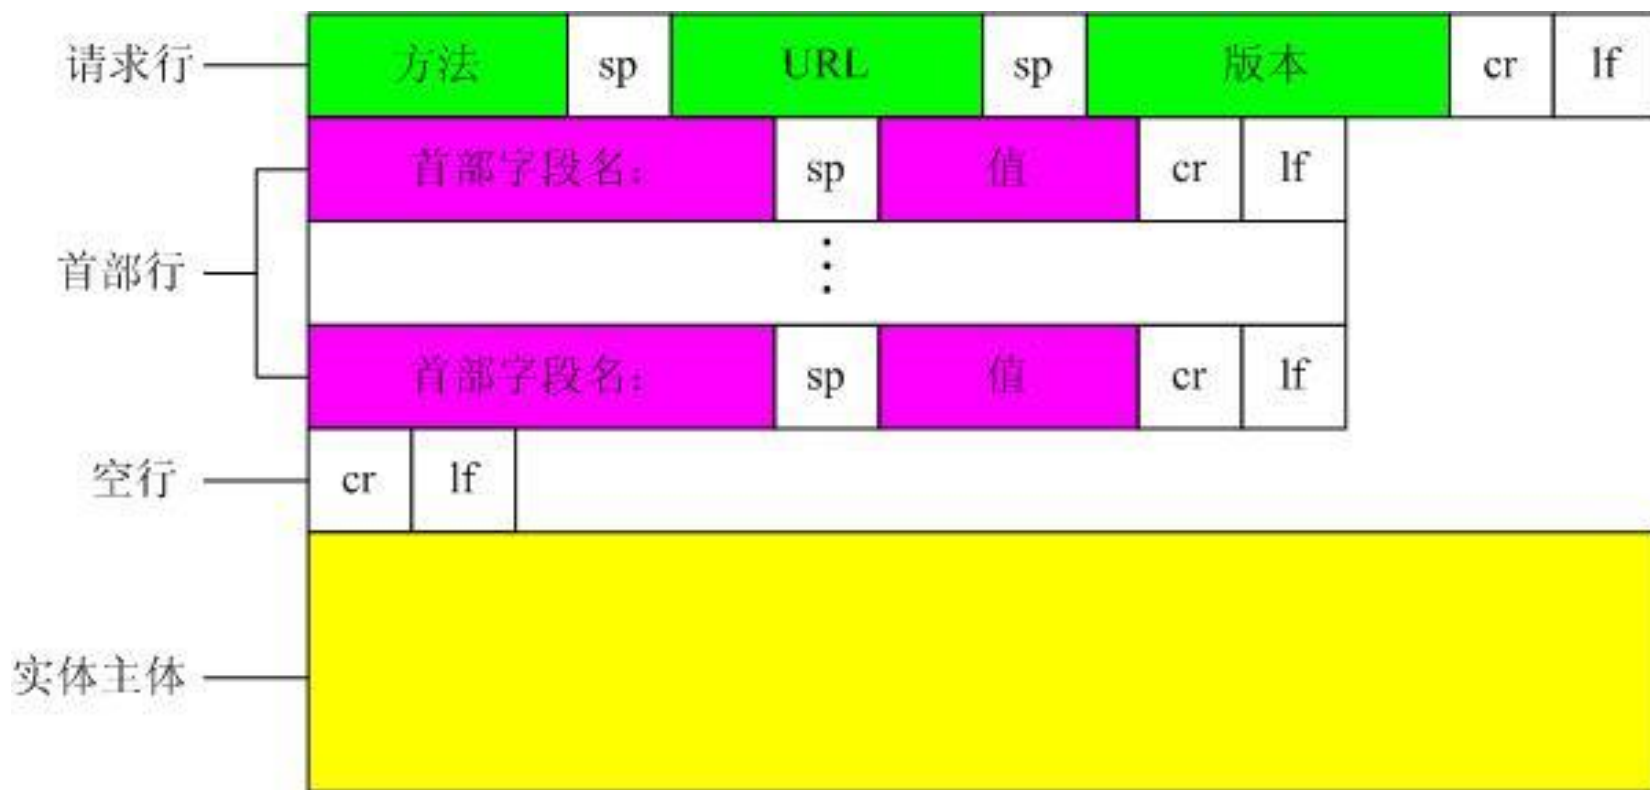 请求行 方法 sp URL sp 版本 cr lf
首部字段名: sp 值 cr lf
首部行 ⋮
首部字段名: sp 值 cr lf
空行 cr lf
实体主体